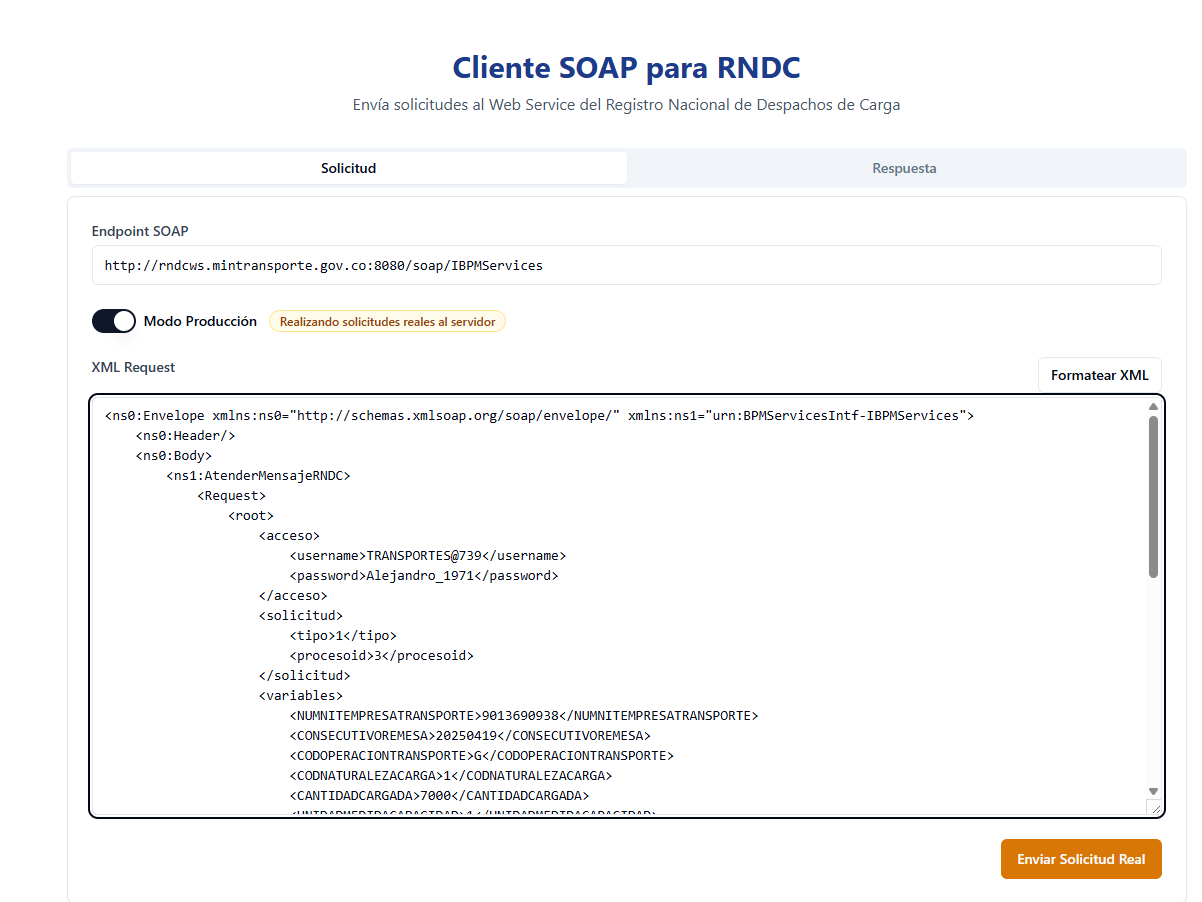 Cliente SOAP para RNDC
Envía solicitudes al Web Service del Registro Nacional de Despachos de Carga
Solicitud
Respuesta
Endpoint SOAP
http://rndcws.mintransporte.gov.co:8080/soap/IBPMServices
Modo Producción
Realizando solicitudes reales al servidor
XML Request
Formatear XML
<ns0:Envelope xmlns:ns0="http://schemas.xmlsoap.org/soap/envelope/" xmlns:ns1="urn:BPMServicesIntf-IBPMServices">
<ns0:Header/>
<ns0:Body>
<ns1:AtenderMensajeRNDC>
<Request>
<root>
<acceso>
<username>TRANSPORTES@739</username>
<password>Alejandro_1971</password>
</acceso>
<solicitud>
<tipo>1</tipo>
<procesoid>3</procesoid>
</solicitud>
<variables>
<NUMNITEMPRESATRANSPORTE>9013690938</NUMNITEMPRESATRANSPORTE>
<CONSECUTIVOREMESA>20250419</CONSECUTIVOREMESA>
<CODOPERACIONTRANSPORTE>G</CODOPERACIONTRANSPORTE>
<CODNATURALEZACARGA>1</CODNATURALEZACARGA>
<CANTIDADCARGADA>7000</CANTIDADCARGADA>
<UNIDADMEDIDACAPACIDAD>1</UNIDADMEDIDACAPACIDAD>
Enviar Solicitud Real